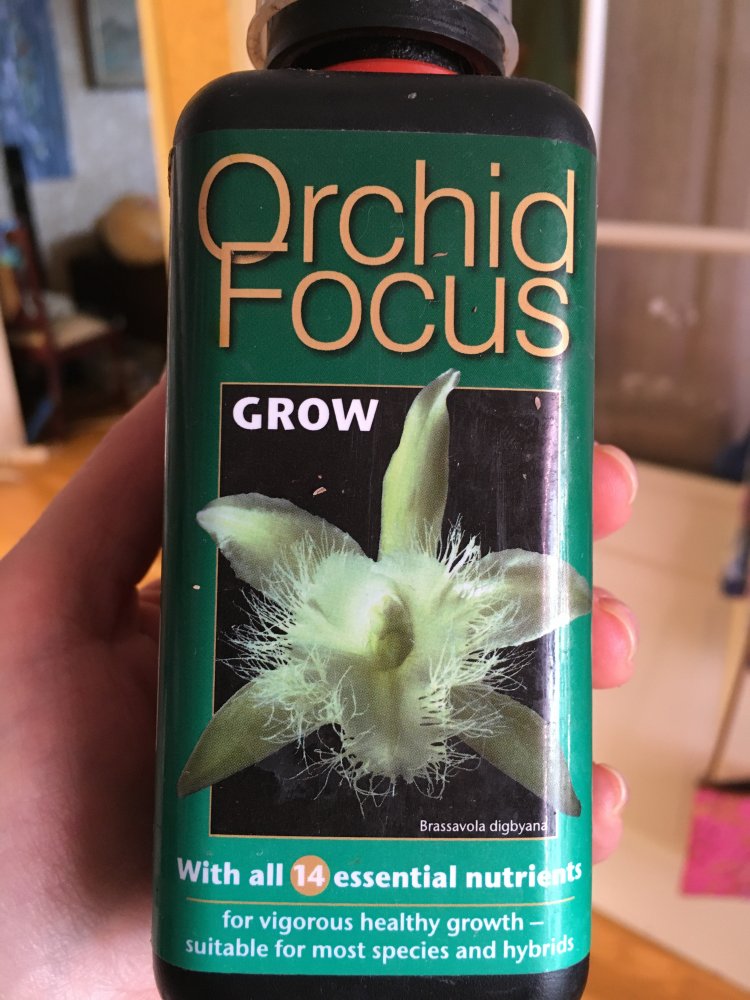 Orchid
Focus
GROW
Brassavola digbyana
With all 14 essential nutrients
for vigorous healthy growth –
suitable for most species and hybrids